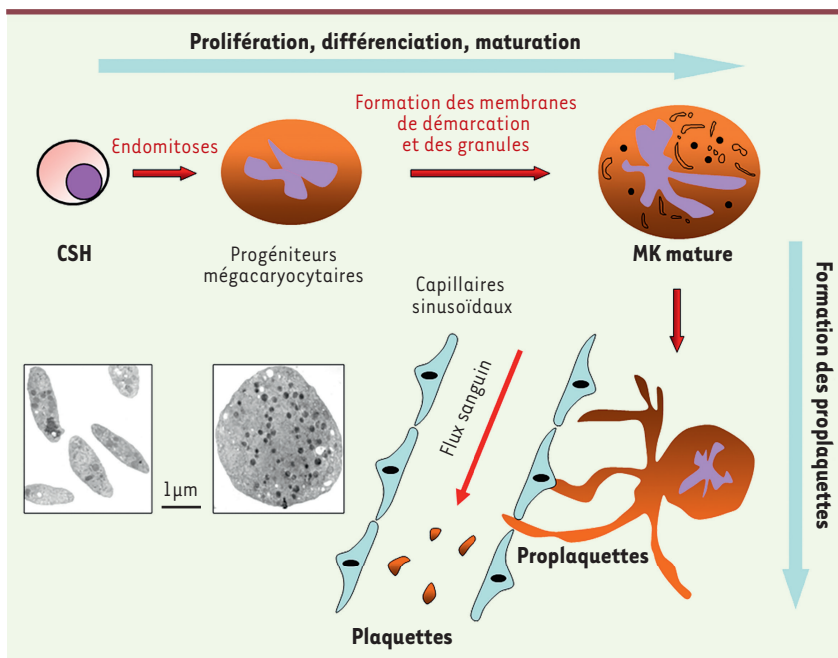 Prolifération, différenciation, maturation
Endomitoses
Formation des membranes
de démarcation
et des granules
CSH
Progéniteurs
mégacaryocytaires
MK mature
Capillaires
sinusoïdaux
Flux sanguin
Formation des proplaquettes
1µm
Proplaquettes
Plaquettes